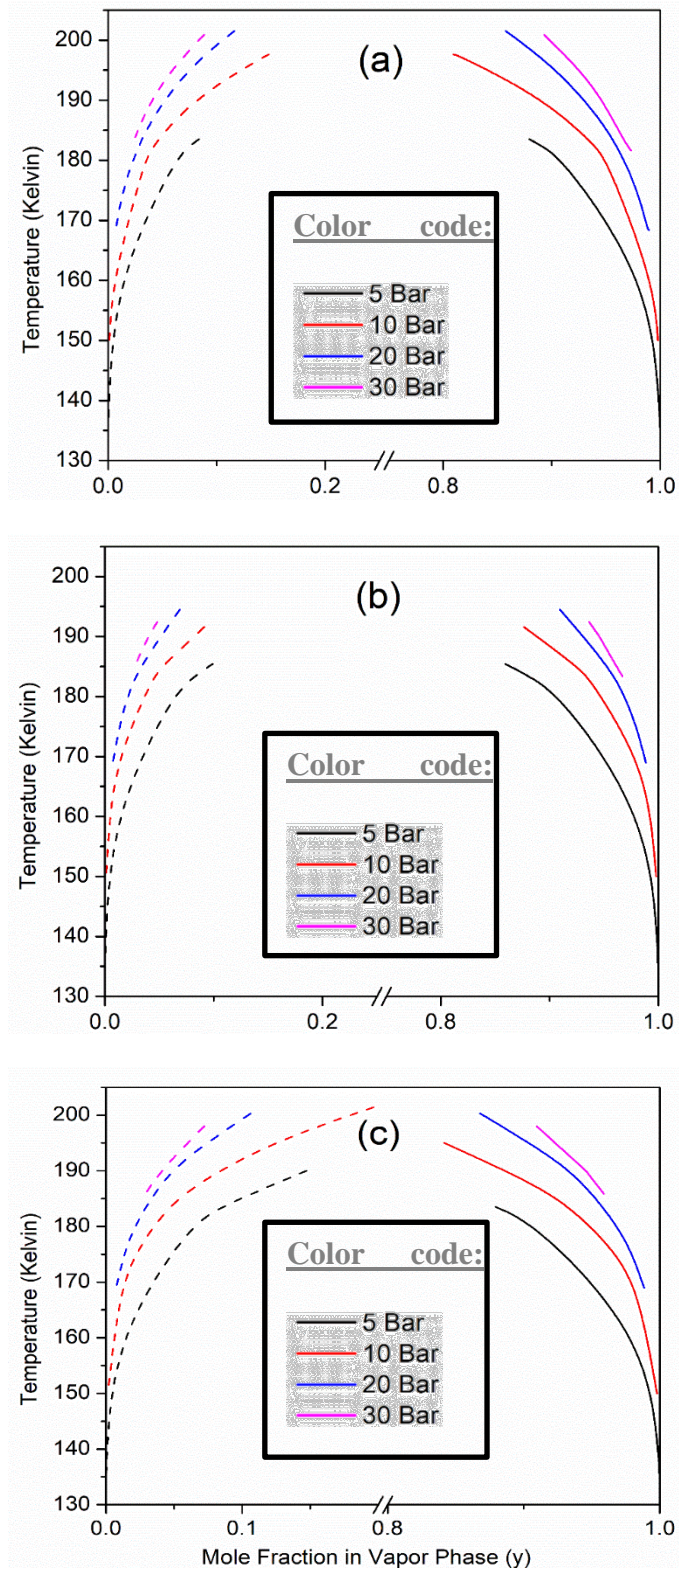 (a)
Temperature (Kelvin)
200
190
180
170
160
150
140
130
Color code:
5 Bar
10 Bar
20 Bar
30 Bar
0.0 0.2 0.8 1.0
(b)
Temperature (Kelvin)
200
190
180
170
160
150
140
130
Color code:
5 Bar
10 Bar
20 Bar
30 Bar
0.0 0.2 0.8 1.0
(c)
Temperature (Kelvin)
200
190
180
170
160
150
140
130
Color code:
5 Bar
10 Bar
20 Bar
30 Bar
0.0 0.1 0.8 1.0
Mole Fraction in Vapor Phase (y)